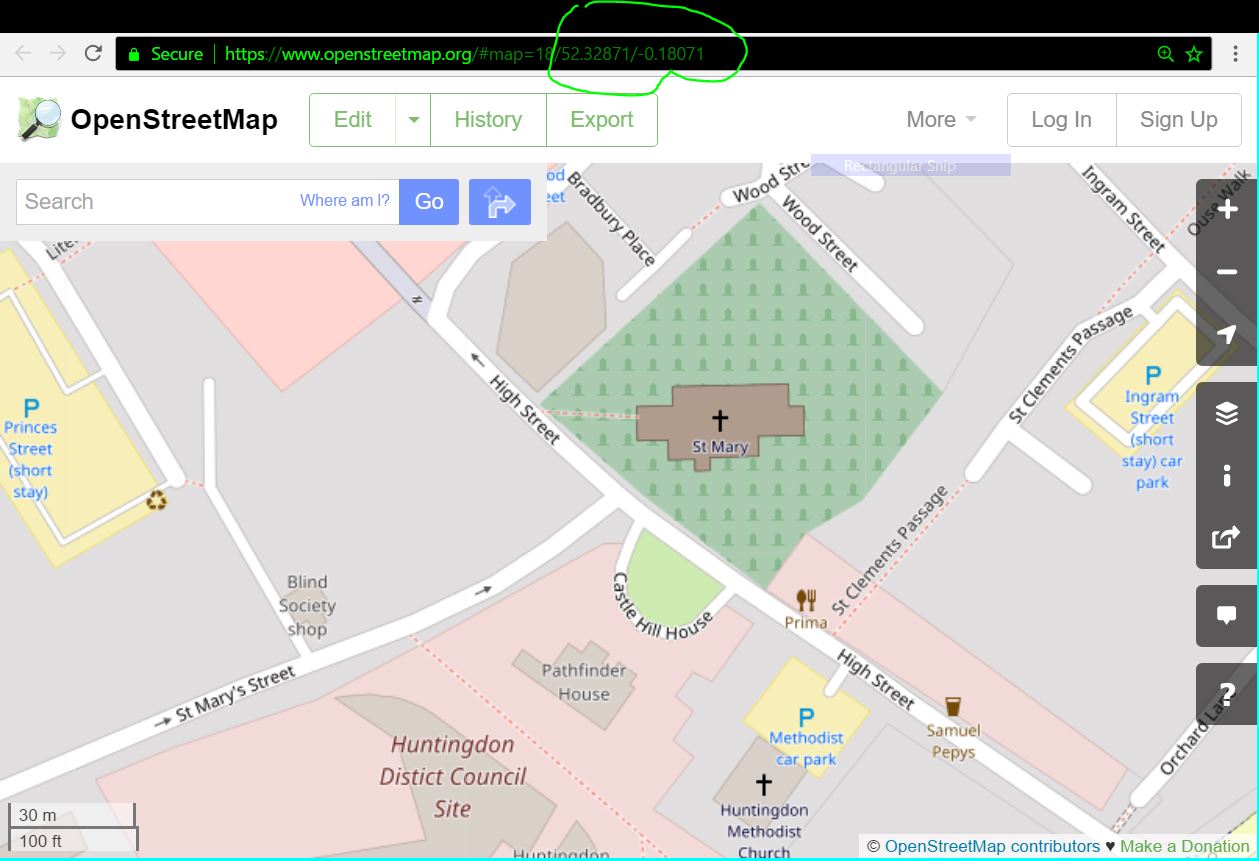 Secure https://www.openstreetmap.org/#map=18/52.32871/-0.18071
OpenStreetMap
Edit
History
Export
More
Log In
Sign Up
Rectangular Snip
Search
Where am I?
Go
Bradbury Place
Wood Stre
Wood Street
Ingram Street
Ouse Walk
High Street
St Clements Passage
P
Princes
Street
(short
stay)
St Mary
P
Ingram
Street
(short
stay) car
park
St Clements Passage
Blind
Society
shop
Castle Hill House
Prima
St Mary's Street
Pathfinder
House
High Street
P
Methodist
car park
Samuel
Pepys
Orchard La
Huntingdon
Distict Council
Site
Huntingdon
Methodist
Church
Huntingdon
30 m
100 ft
© OpenStreetMap contributors ♥ Make a Donation